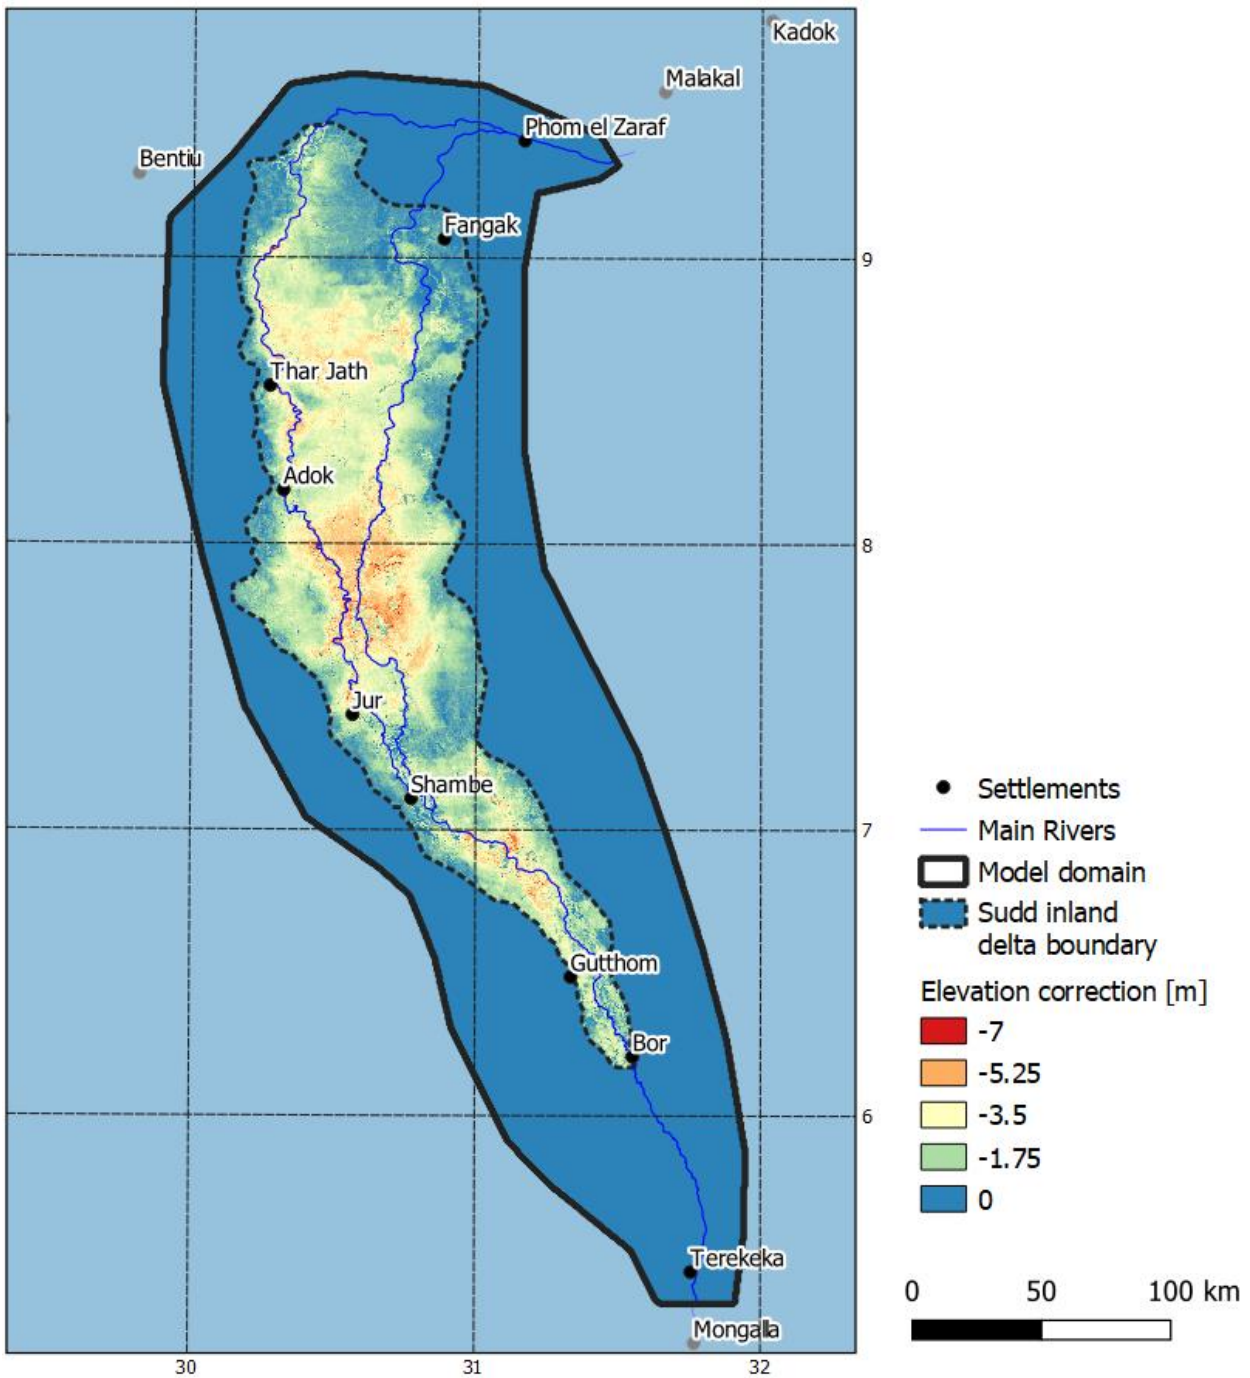 Kadok
Malakal
Phom el Zaraf
Bentiu
Fangak
9
Thar Jath
Adok
8
Jur
Shambe
7
Gutthom
Bor
6
Terekeka
Mongalla
30
31
32
Settlements
Main Rivers
Model domain
Sudd inland
delta boundary
Elevation correction [m]
-7
-5.25
-3.5
-1.75
0
0 50 100 km